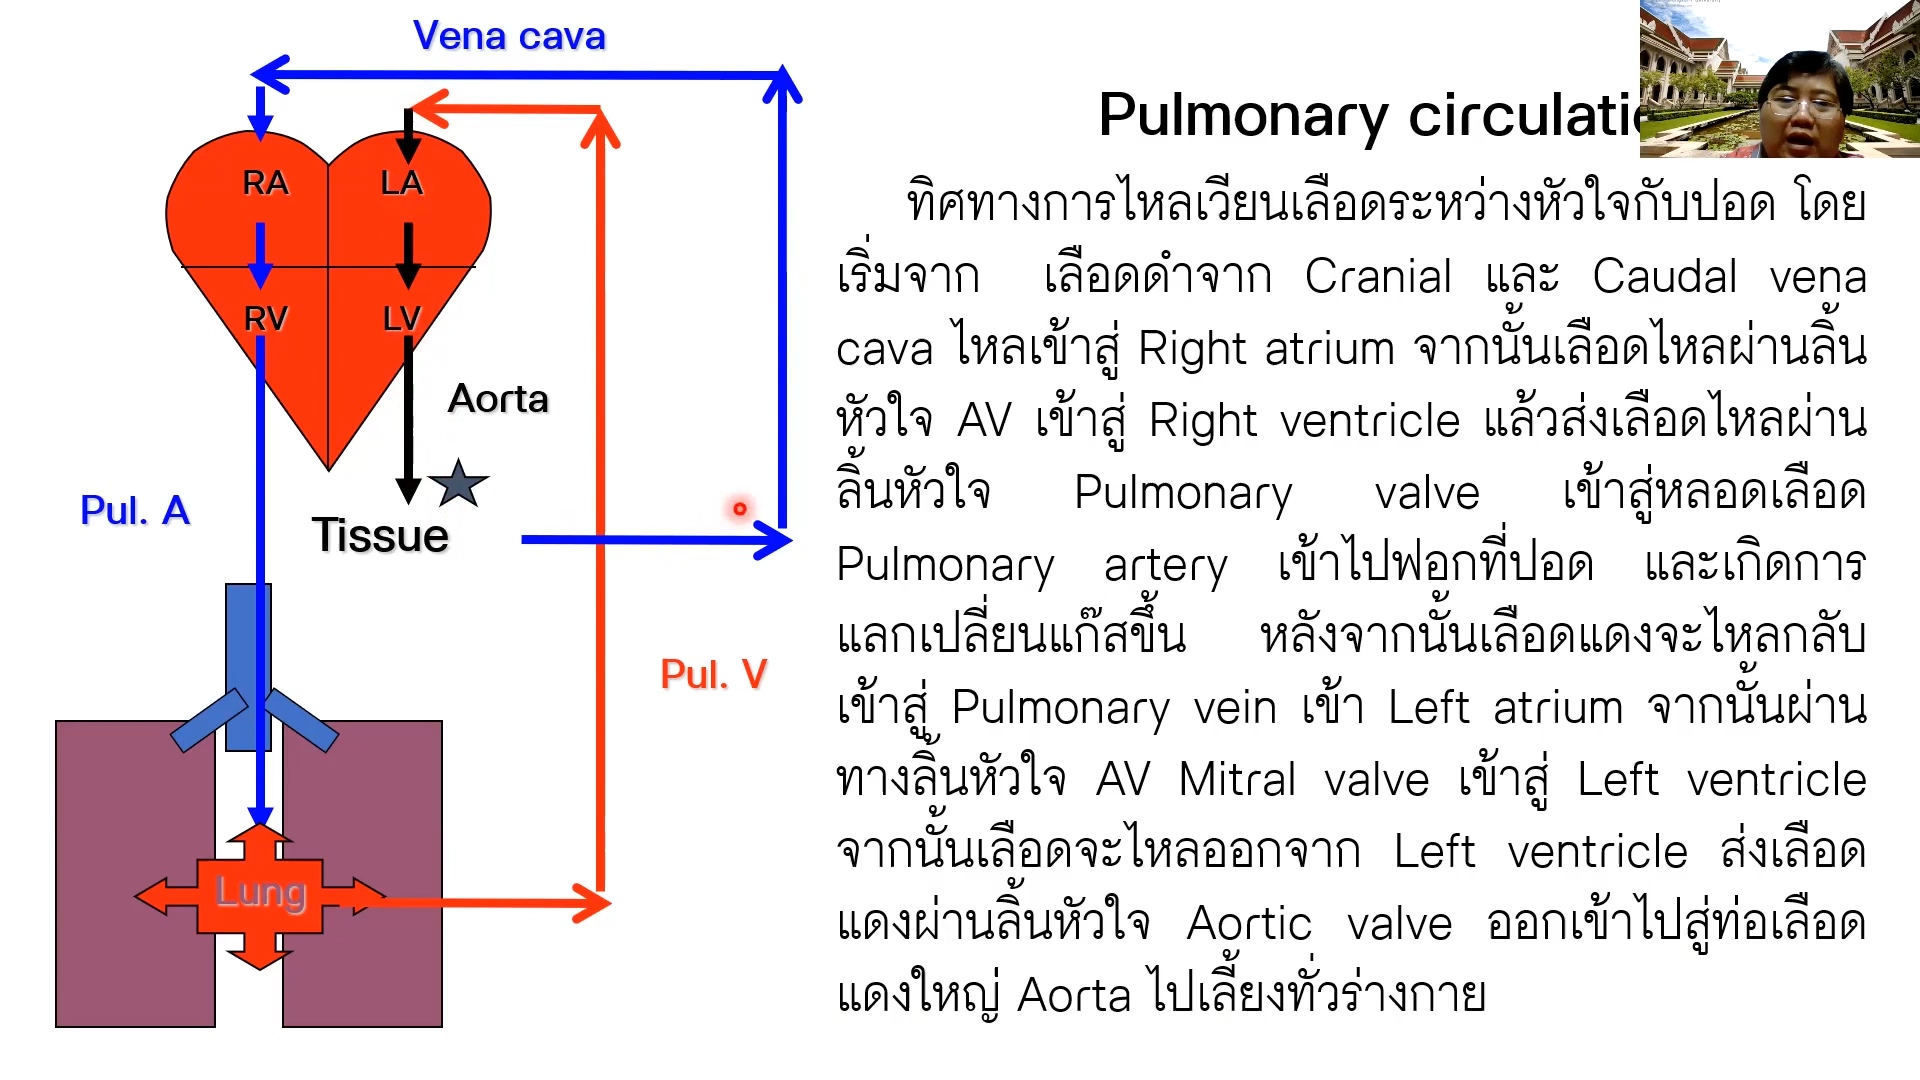 Vena cava
RA
LA
RV
LV
Aorta
Pul. A
Tissue
Pul. V
Lung
Pulmonary
ทิศทางการไหลเวียนเลือดระหว่างหัวใจกับปอด โดย
เริ่มจาก เลือดดำจาก Cranial และ Caudal vena
cava ไหลเข้าสู่ Right atrium จากนั้นเลือดไหลผ่านลิ้น
หัวใจ AV เข้าสู่ Right ventricle แล้วส่งเลือดไหลผ่าน
ลิ้นหัวใจ Pulmonary valve เข้าสู่หลอดเลือด
Pulmonary artery เข้าไปฟอกที่ปอด และเกิดการ
แลกเปลี่ยนแก๊สขึ้น หลังจากนั้นเลือดแดงจะไหลกลับ
เข้าสู่ Pulmonary vein เข้า Left atrium จากนั้นผ่าน
ทางลิ้นหัวใจ AV Mitral valve เข้าสู่ Left ventricle
จากนั้นเลือดจะไหลออกจาก Left ventricle ส่งเลือด
แดงผ่านลิ้นหัวใจ Aortic valve ออกเข้าไปสู่ท่อเลือด
แดงใหญ่ Aorta ไปเลี้ยงทั่วร่างกาย